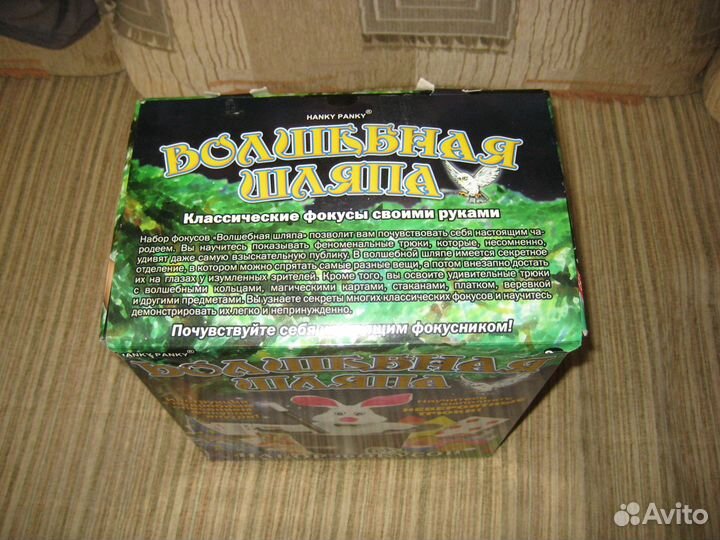 HANKY PANKY®
ВОЛШЕБНАЯ
ШЛЯПА
Классические фокусы своими руками
Набор фокусов «Волшебная шляпа» позволит вам почувствовать себя настоящим ча-
родеем. Вы научитесь показывать феноменальные трюки, которые, несомненно,
удивят даже самую взыскательную публику. В волшебной шляпе имеется секретное
отделение, в котором можно спрятать самые разные вещи, а потом внезапно достать
их на глазах у изумленных зрителей. Кроме того, вы освоите удивительные трюки
с волшебными кольцами, магическими картами, стаканами, платком, веревкой
и другими предметами. Вы узнаете секреты многих классических фокусов и научитесь
демонстрировать их легко и непринужденно.
Почувствуйте себя настоящим фокусником!
HANKY PANKY®
ВОЛШЕБНАЯ
ШЛЯПА
Avito